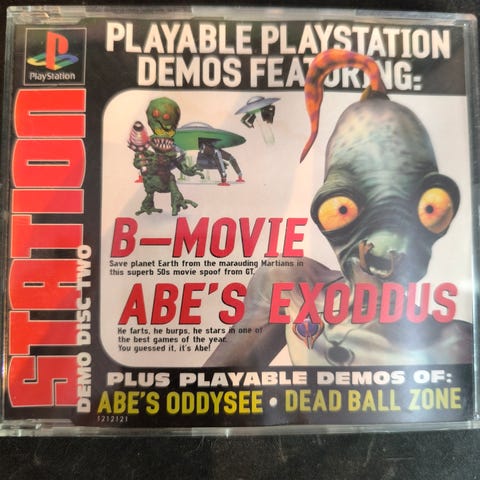 PLAYABLE PLAYSTATION
DEMOS FEATURING:
PlayStation
STATION
DEMO DISC TWO
B-MOVIE
Save planet Earth from the marauding Martians in
this superb 50s movie spoof from GT.
ABE'S EXODDUS
He farts, he burps, he stars in one of
the best games of the year.
You guessed it, it's Abe!
PLUS PLAYABLE DEMOS OF:
ABE'S ODDYSEE • DEAD BALL ZONE
1212121